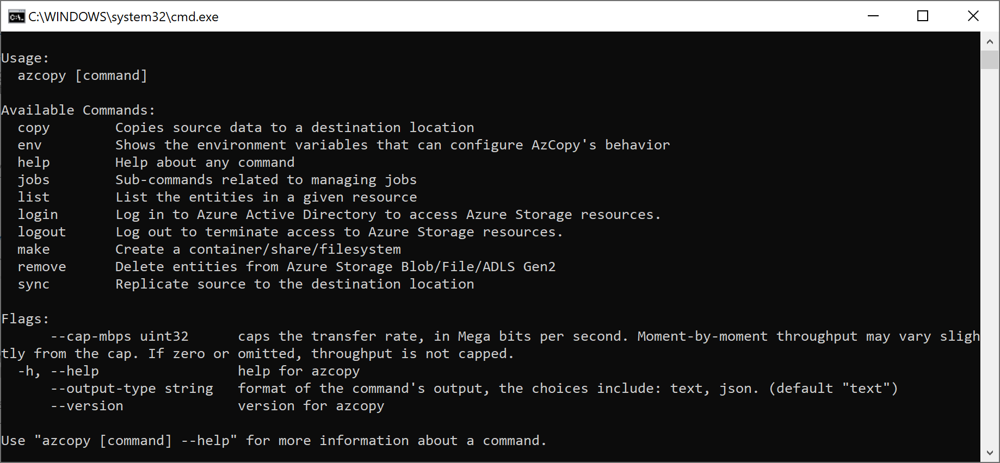 C:\WINDOWS\system32\cmd.exe
Usage:
  azcopy [command]
Available Commands:
  copy        Copies source data to a destination location
  env         Shows the environment variables that can configure AzCopy's behavior
  help        Help about any command
  jobs        Sub-commands related to managing jobs
  list        List the entities in a given resource
  login       Log in to Azure Active Directory to access Azure Storage resources.
  logout      Log out to terminate access to Azure Storage resources.
  make        Create a container/share/filesystem
  remove      Delete entities from Azure Storage Blob/File/ADLS Gen2
  sync        Replicate source to the destination location
Flags:
      --cap-mbps uint32      caps the transfer rate, in Mega bits per second. Moment-by-moment throughput may vary sligh
tly from the cap. If zero or omitted, throughput is not capped.
  -h, --help                 help for azcopy
      --output-type string   format of the command's output, the choices include: text, json. (default "text")
      --version              version for azcopy
Use "azcopy [command] --help" for more information about a command.